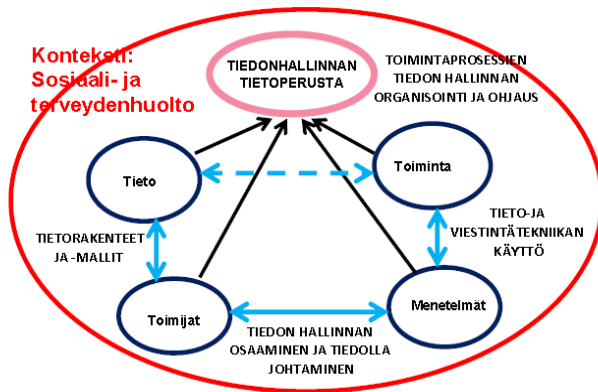 Konteksti:
Sosiaali- ja
terveydenhuolto
TIEDONHALLINNAN
TIETOPERUSTA
TOIMINTAPROSESSIEN
TIEDON HALLINNAN
ORGANISOINTI JA OHJAUS
Tieto
Toiminta
TIETORAKENTEET
JA -MALLIT
TIETO-JA
VIESTINTÄTEKNIIKAN
KÄYTTÖ
Toimijat
Menetelmät
TIEDON HALLINNAN
OSAAMINEN JA TIEDOLLA
JOHTAMINEN